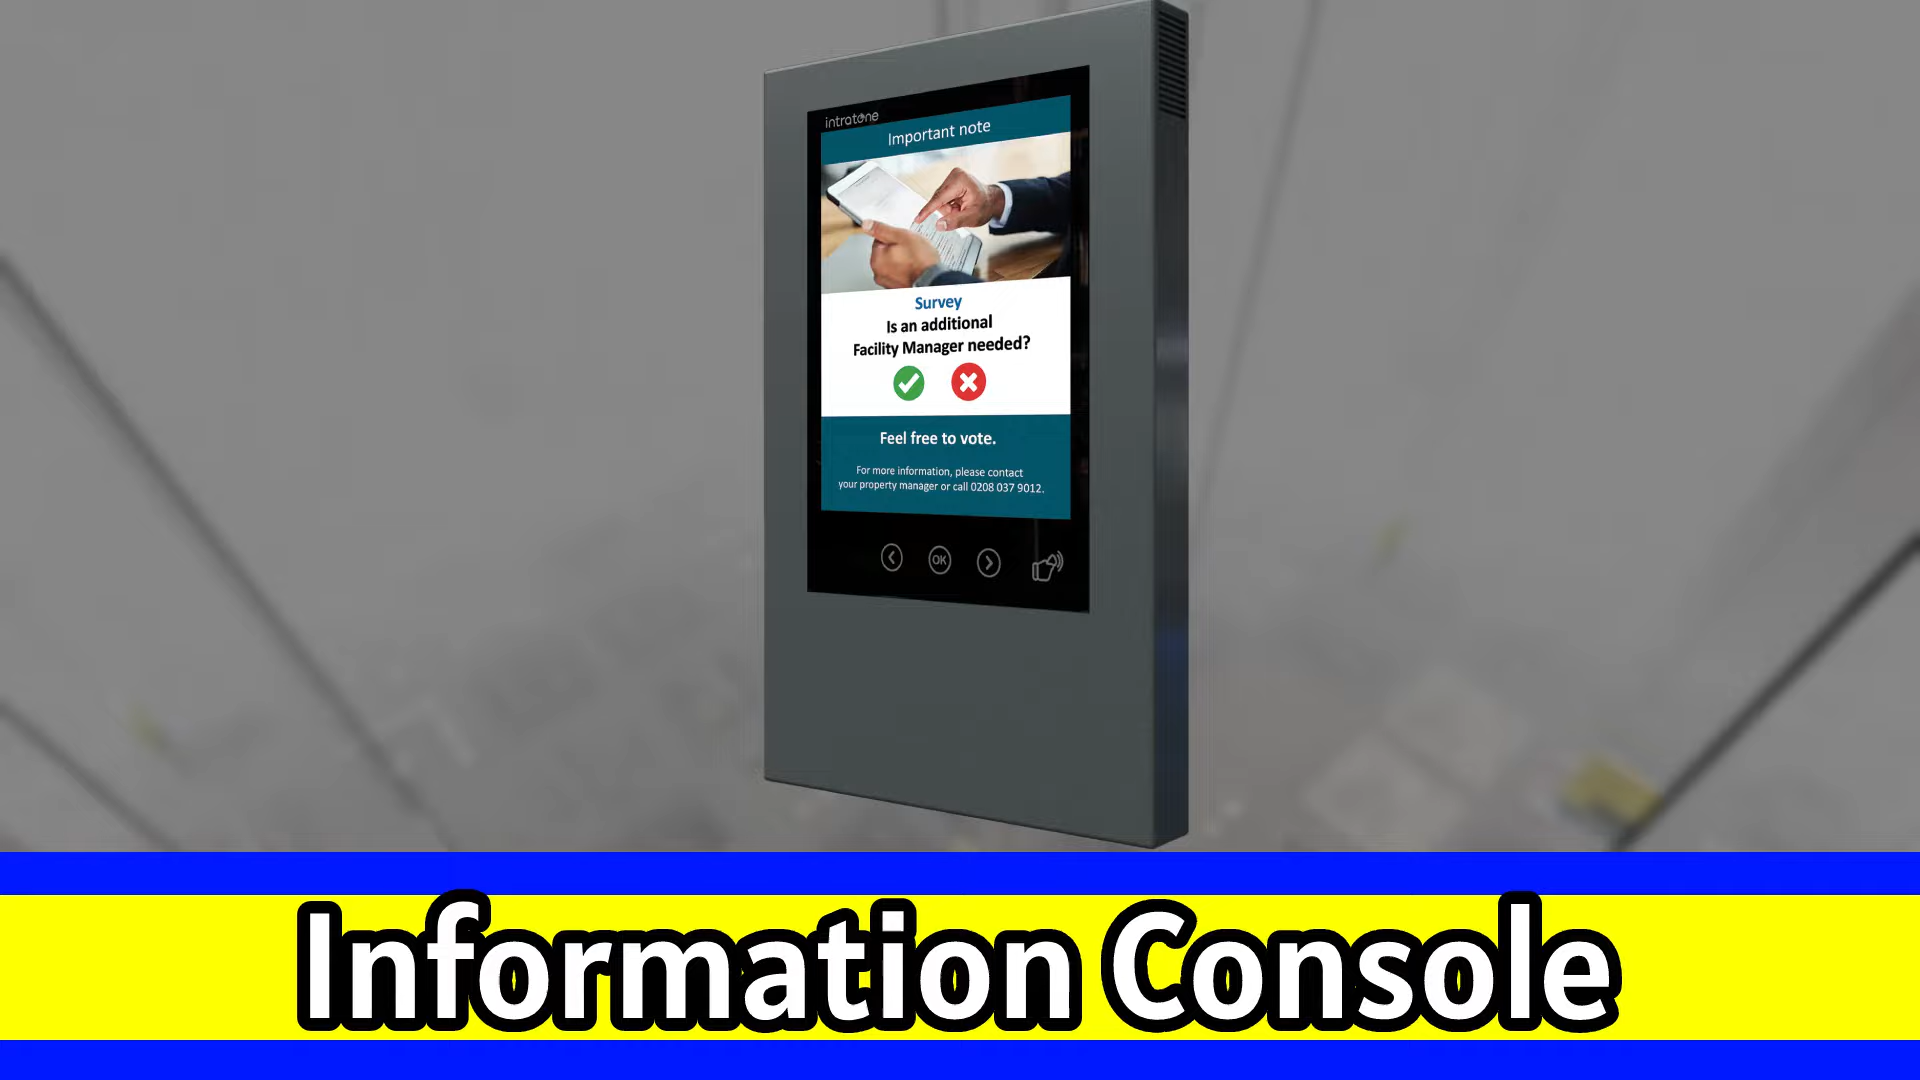 intratone
Important note
Survey
Is an additional
Facility Manager needed?
Feel free to vote.
For more information, please contact
your property manager or call 0208 037 9012.
OK
Information Console